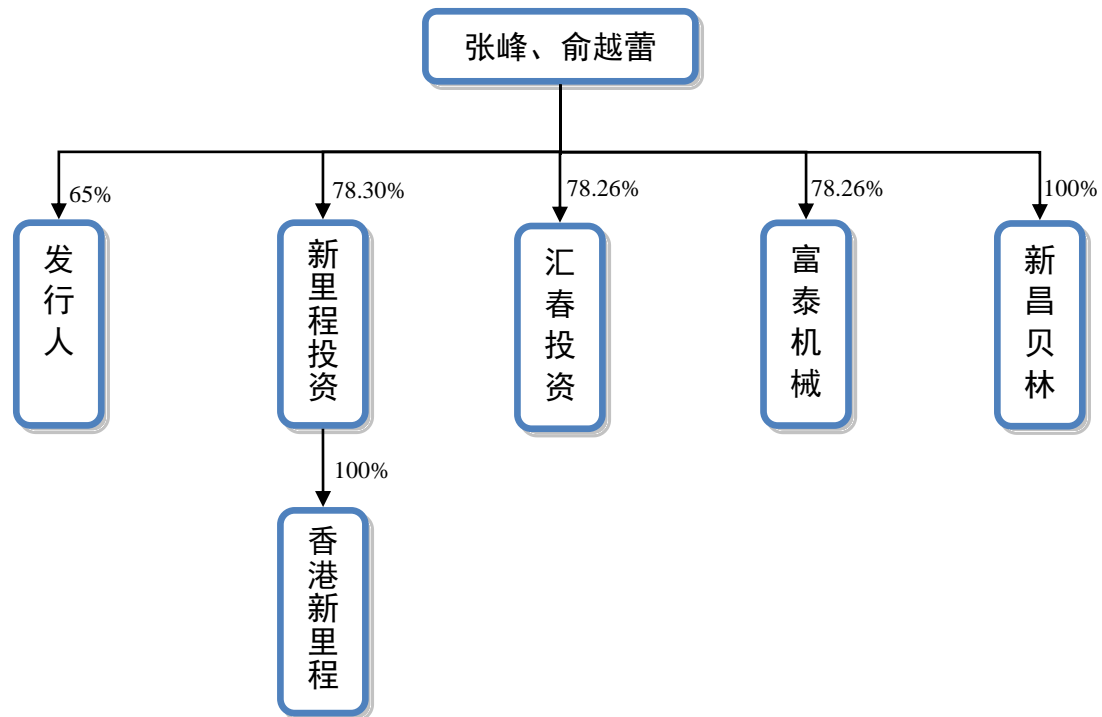 张峰、俞越蕾
65%
78.30%
78.26%
78.26%
100%
发行人
新里程投资
汇春投资
富泰机械
新昌贝林
100%
香港新里程